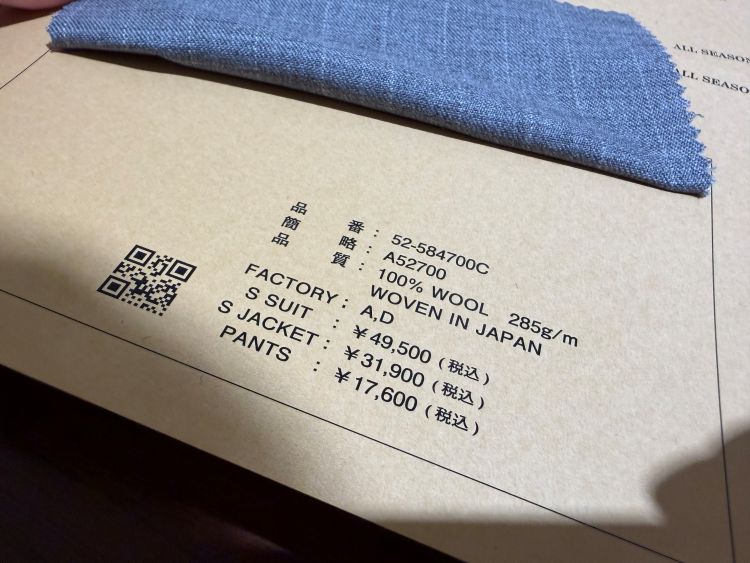 ALL SEASON
ALL SEASO
品 番 : 52-584700C
簡 略 : A52700
品 質 : 100% WOOL 285g/m
WOVEN IN JAPAN
FACTORY : A,D
S SUIT : ¥49,500 (税込)
S JACKET : ¥31,900 (税込)
PANTS : ¥17,600 (税込)